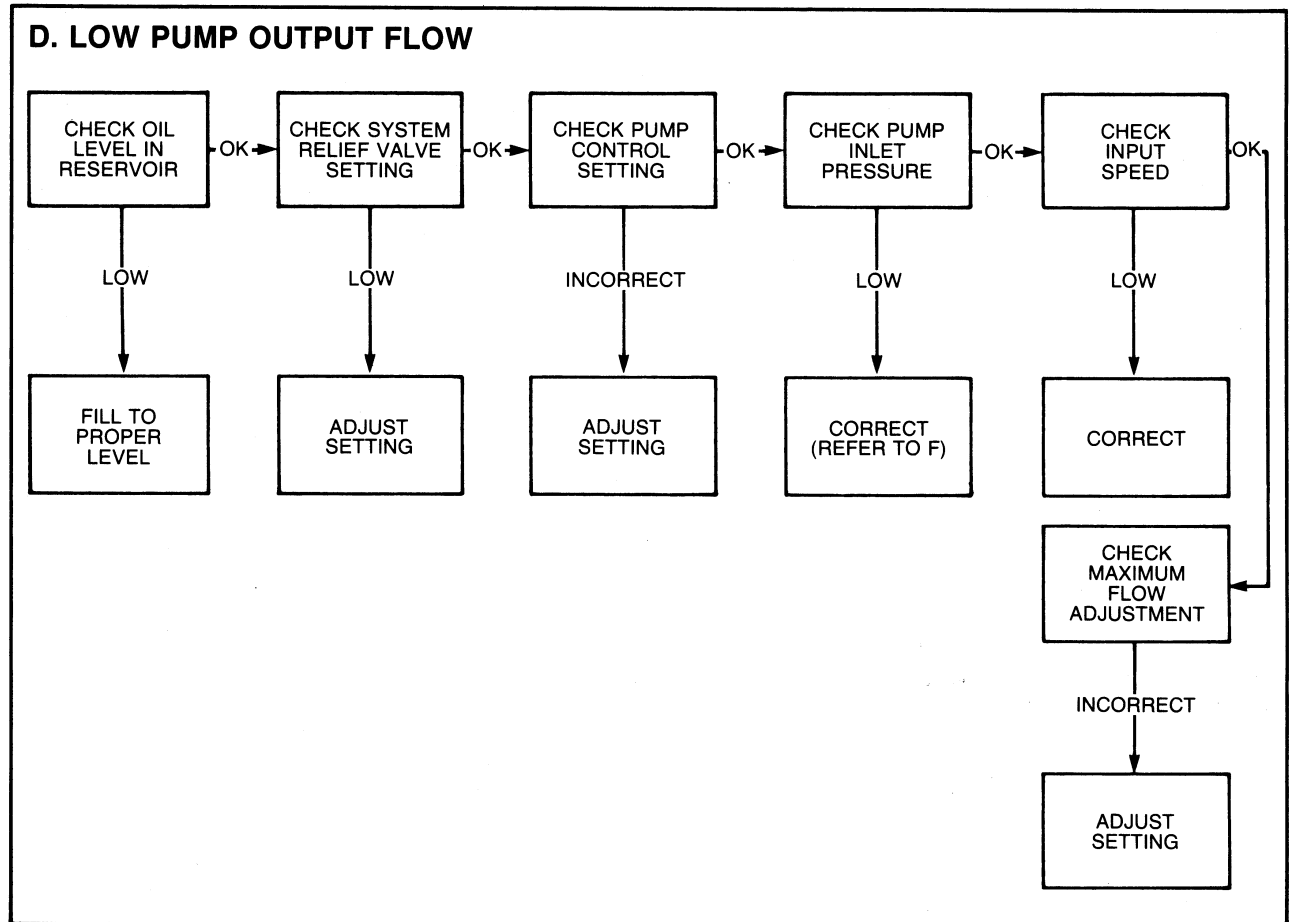 D. LOW PUMP OUTPUT FLOW
CHECK OIL
LEVEL IN
RESERVOIR
OK
CHECK SYSTEM
RELIEF VALVE
SETTING
OK
CHECK PUMP
CONTROL
SETTING
OK
CHECK PUMP
INLET
PRESSURE
OK
CHECK
INPUT
SPEED
OK
LOW
LOW
INCORRECT
LOW
LOW
FILL TO
PROPER
LEVEL
ADJUST
SETTING
ADJUST
SETTING
CORRECT
(REFER TO F)
CORRECT
CHECK
MAXIMUM
FLOW
ADJUSTMENT
INCORRECT
ADJUST
SETTING